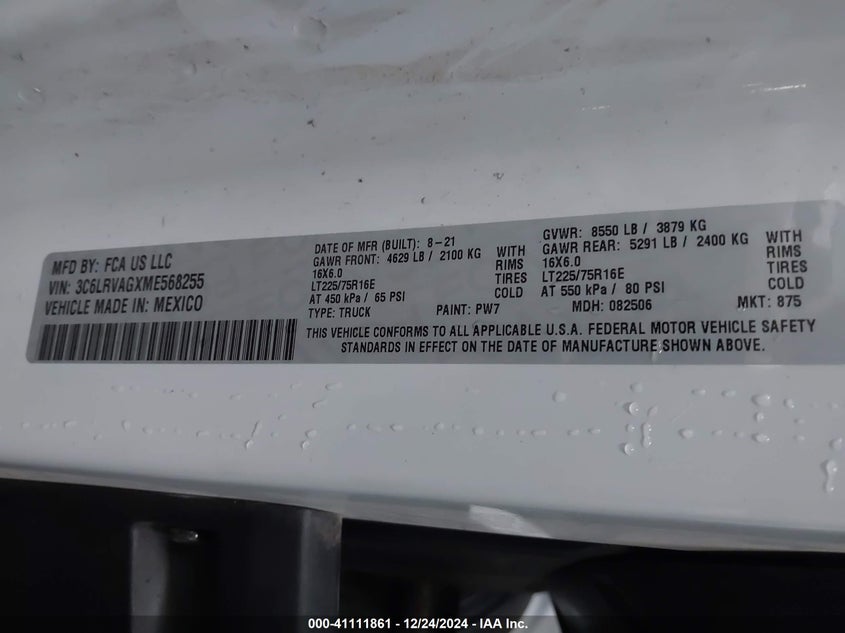 MFD BY: FCA US LLC
VIN: 3C6LRVAGXME568255
VEHICLE MADE IN: MEXICO
DATE OF MFR (BUILT): 8-21
GAWR FRONT: 4629 LB / 2100 KG WITH
16X6.0 RIMS
LT225/75R16E TIRES
AT 450 kPa / 65 PSI COLD
TYPE: TRUCK PAINT: PW7
GVWR: 8550 LB / 3879 KG
GAWR REAR: 5291 LB / 2400 KG WITH
16X6.0 RIMS
LT225/75R16E TIRES
AT 550 kPa / 80 PSI COLD
MDH: 082506 MKT: 875
THIS VEHICLE CONFORMS TO ALL APPLICABLE U.S.A. FEDERAL MOTOR VEHICLE SAFETY
STANDARDS IN EFFECT ON THE DATE OF MANUFACTURE SHOWN ABOVE.
000-41111861 - 12/24/2024 - IAA Inc.